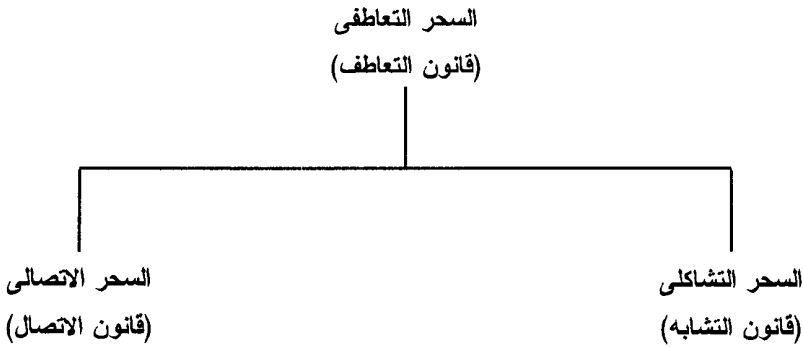 السحر التعاطفى
(قانون التعاطف)
السحر التشاكلى
(قانون التشابه)
السحر الاتصالى
(قانون الاتصال)